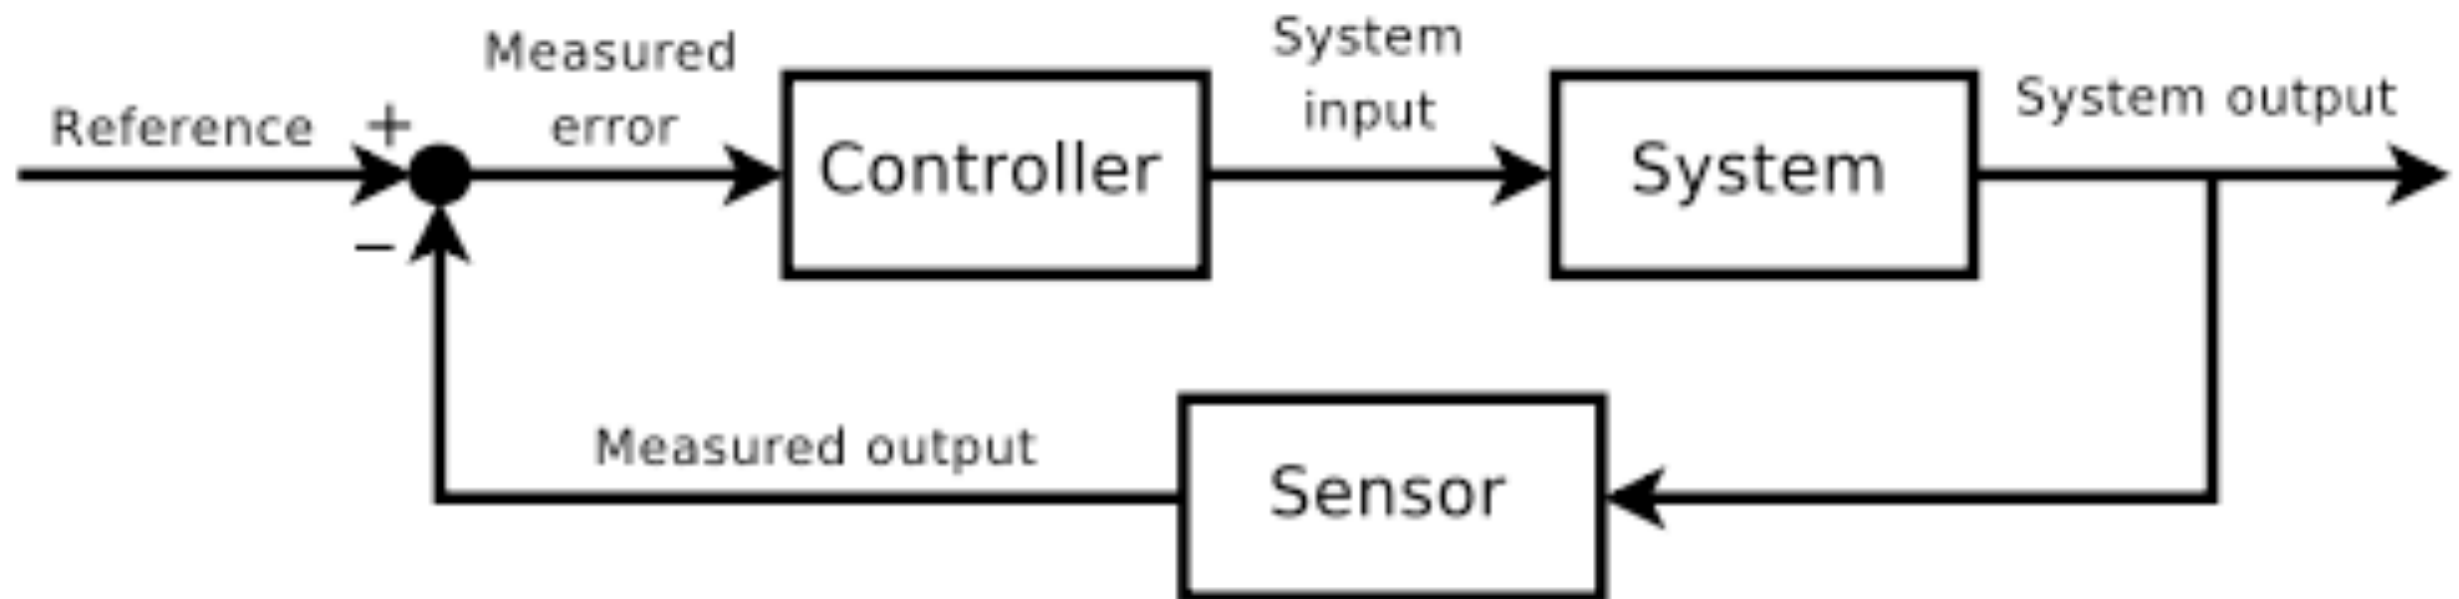 Reference
+
−
Measured
error
Controller
System
input
System
System output
Measured output
Sensor